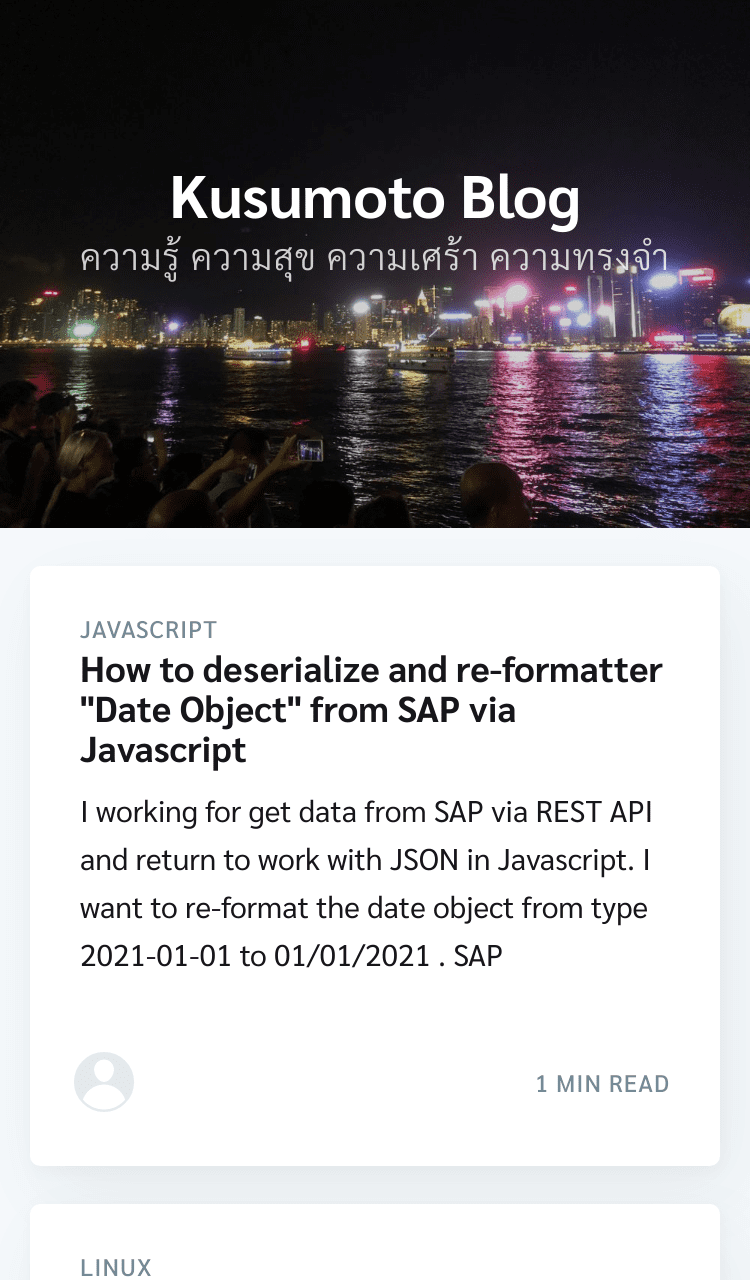 Kusumoto Blog
ความรู้ ความสุข ความเศร้า ความทรงจำ
JAVASCRIPT
How to deserialize and re-formatter
"Date Object" from SAP via
Javascript
I working for get data from SAP via REST API
and return to work with JSON in Javascript. I
want to re-format the date object from type
2021-01-01 to 01/01/2021 . SAP
1 MIN READ
LINUX